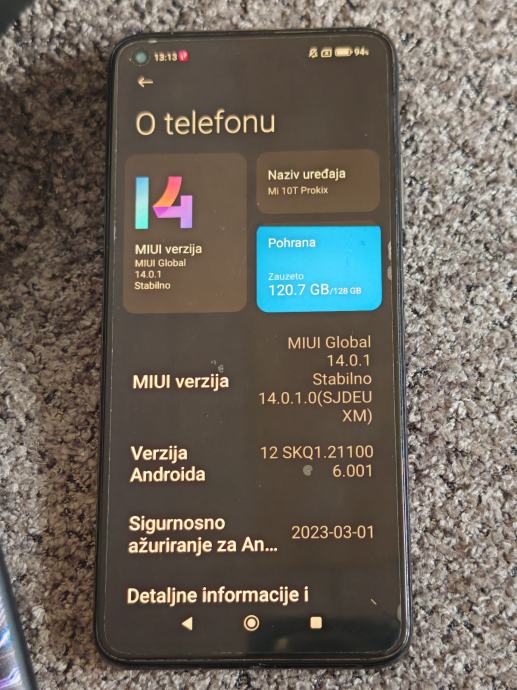 13:13
94%
O telefonu
14
MIUI verzija
MIUI Global
14.0.1
Stabilno
Naziv uređaja
Mi 10T Prokix
Pohrana
Zauzeto
120.7 GB/128 GB
MIUI verzija
MIUI Global
14.0.1
Stabilno
14.0.1.0(SJDEU
XM)
Verzija
Androida
12 SKQ1.21100
6.001
Sigurnosno
ažuriranje za An...
2023-03-01
Detaljne informacije i